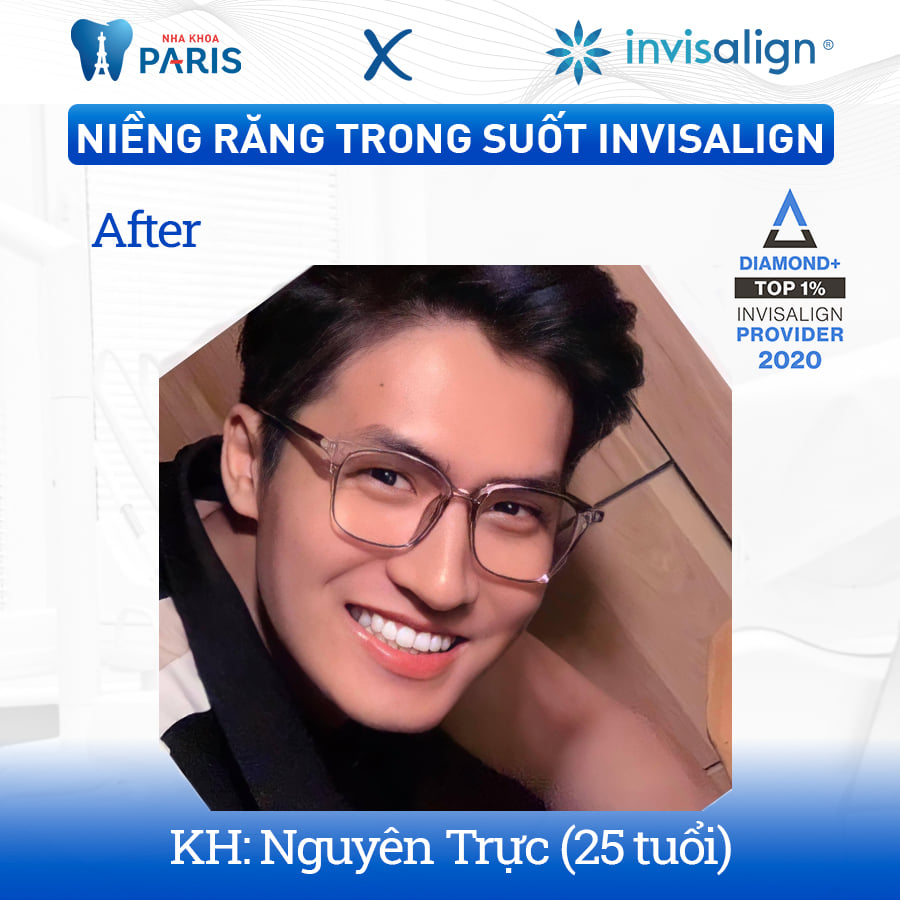 NHA KHOA
PARIS
X
invisalign®
NIỀNG RĂNG TRONG SUỐT INVISALIGN
After
DIAMOND+
TOP 1%
INVISALIGN
PROVIDER
2020
KH: Nguyên Trực (25 tuổi)